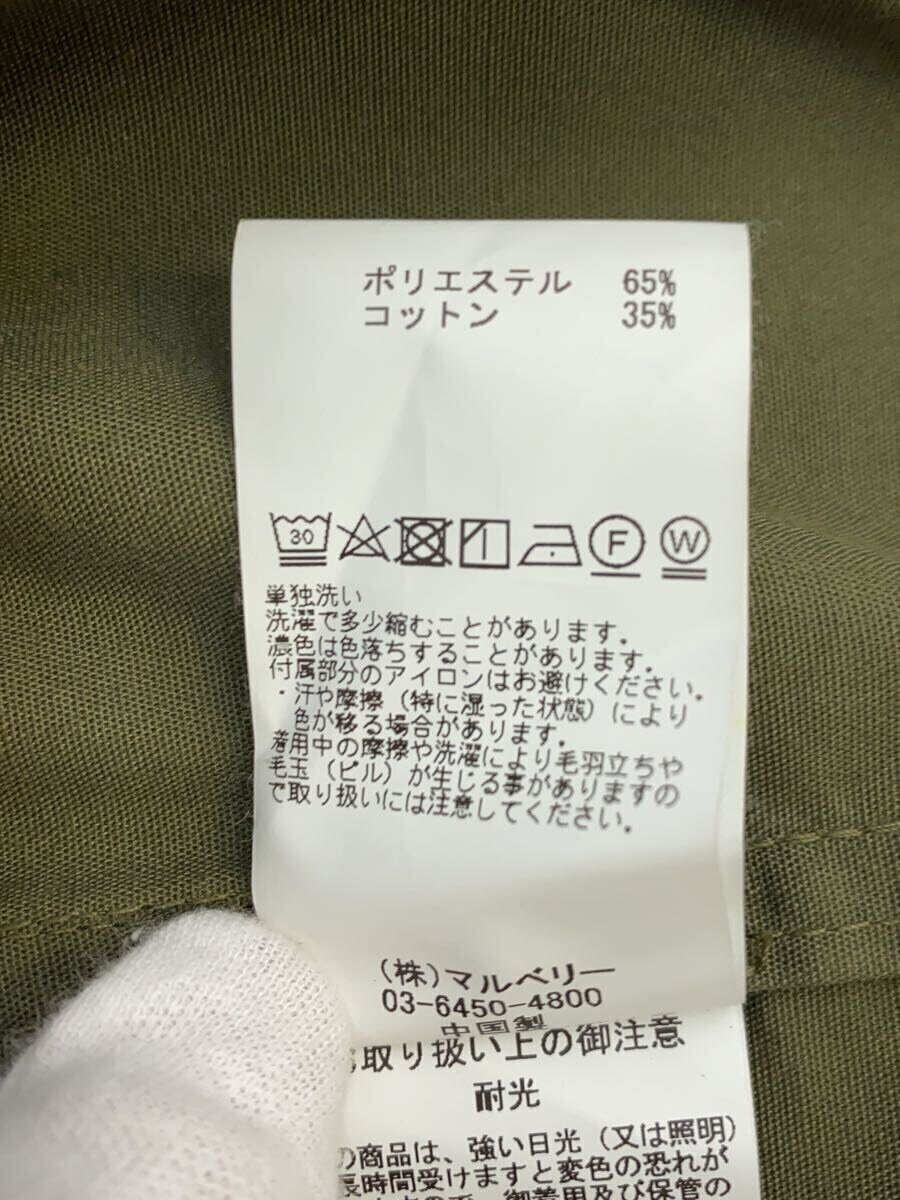 ポリエステル 65%
コットン 35%
30 F W
単独洗い
洗濯で多少縮むことがあります.
濃色は色落ちすることがあります.
付属部分のアイロンはお避けください.
・汗や摩擦(特に湿った状態)により
色が移る場合があります.
着用中の摩擦や洗濯により毛羽立ちや
毛玉(ピル)が生じる事がありますの
で取り扱いには注意してください.
(株)マルベリー
03-6450-4800
中国製
取り扱い上の御注意
耐光
の商品は、強い日光(又は照明)
長時間受けますと変色の恐れが
御着用及び保管の